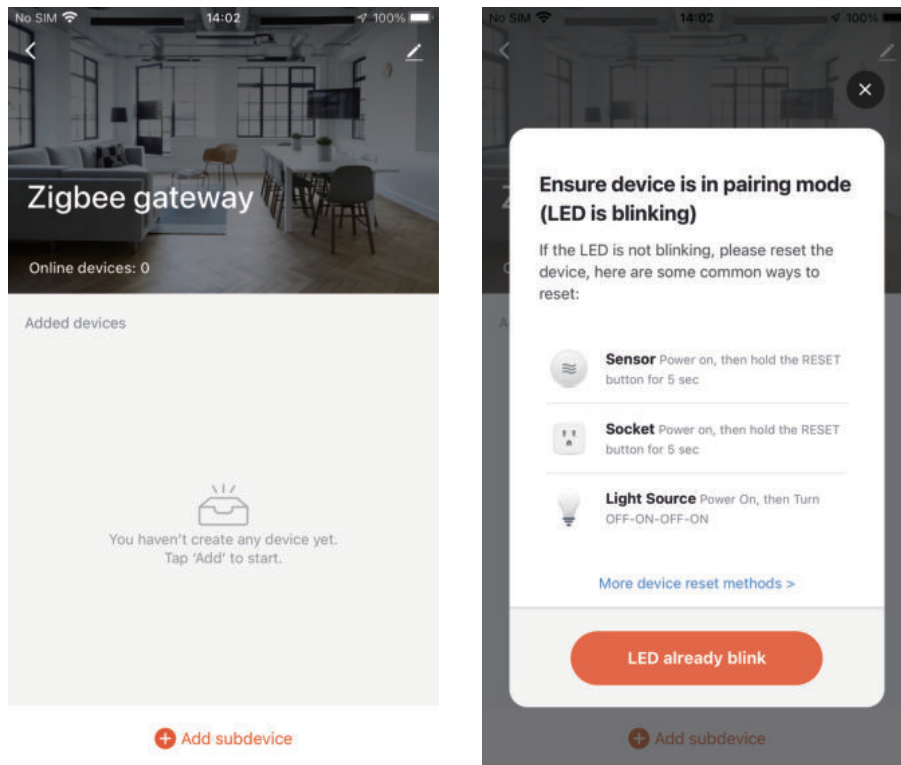 No SIM 14:02 100%
Zigbee gateway
Online devices: 0
Added devices
You haven't create any device yet.
Tap 'Add' to start.
Add subdevice
No SIM 14:02 100%
Ensure device is in pairing mode
(LED is blinking)
If the LED is not blinking, please reset the
device, here are some common ways to
reset:
Sensor Power on, then hold the RESET
button for 5 sec
Socket Power on, then hold the RESET
button for 5 sec
Light Source Power On, then Turn
OFF-ON-OFF-ON
More device reset methods >
LED already blink
Add subdevice